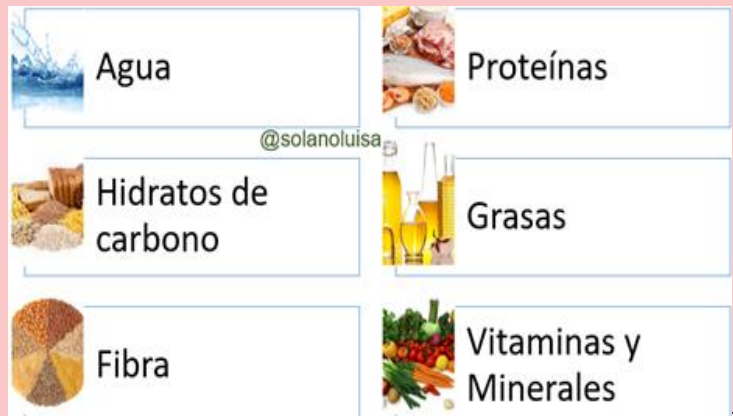 Agua
Proteínas
@solanoluisa
Hidratos de
carbono
Grasas
Fibra
Vitaminas y
Minerales